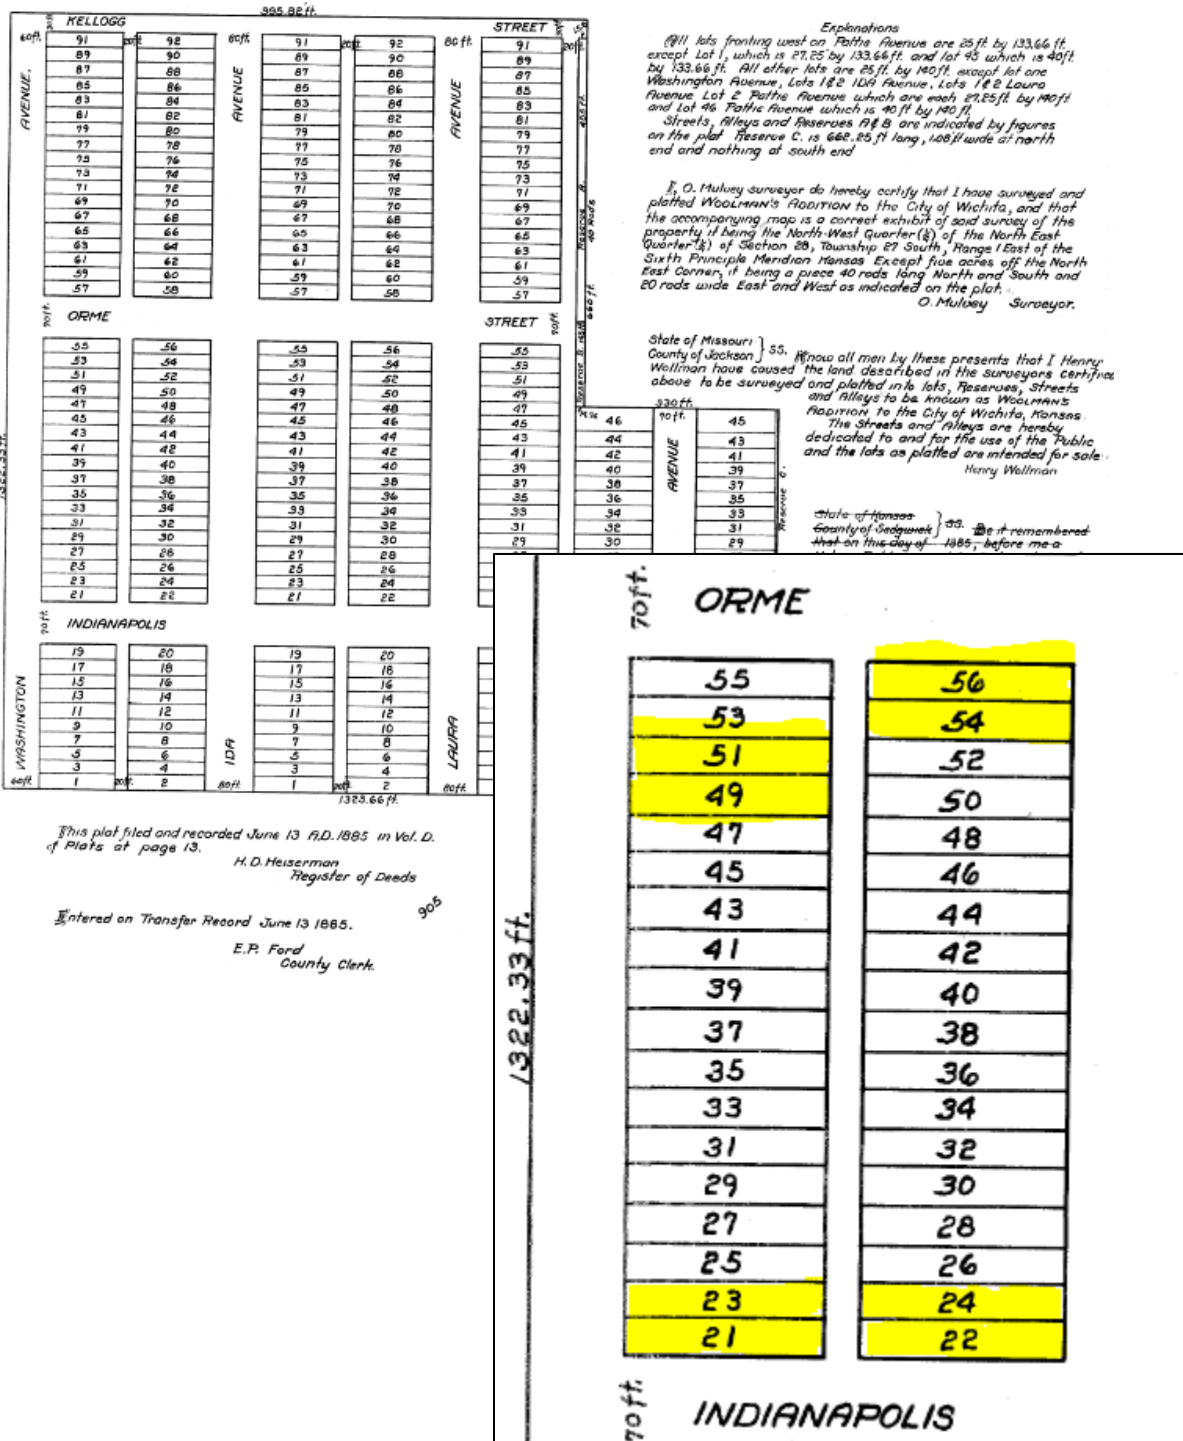 995.82 ft.
KELLOGG
STREET
60ft.
20ft
80ft
20ft
80 ft
20ft.
AVENUE,
AVENUE
AVENUE
91 92 91 92 91
89 90 89 90 89
87 88 87 88 87
85 86 85 86 85
83 84 83 84 83
81 82 81 82 81
79 80 79 80 79
77 78 77 78 77
75 76 75 76 75
73 74 73 74 73
71 72 71 72 71
69 70 69 70 69
67 68 67 68 67
65 66 65 66 65
63 64 63 64 63
61 62 61 62 61
59 60 59 60 59
57 58 57 58 57
Reserve
40 Rods
660 ft.
70ft.
ORME
STREET
70ft.
55 56 55 56 55
53 54 53 54 53
51 52 51 52 51
49 50 49 50 49
47 48 47 48 47
330 ft.
70ft.
AVENUE
Reserve C.
45 46 45 46 45 46 45
43 44 43 44 43 44 43
41 42 41 42 41 42 41
39 40 39 40 39 40 39
37 38 37 38 37 38 37
35 36 35 36 35 36 35
33 34 33 34 33 34 33
31 32 31 32 31 32 31
29 30 29 30 29 30 29
27 28 27 28
25 26 25 26
23 24 23 24
21 22 21 22
70ft.
INDIANAPOLIS
19 20 19 20
17 18 17 18
15 16 15 16
13 14 13 14
11 12 11 12
9 10 9 10
7 8 7 8
5 6 5 6
3 4 3 4
1 2 1 2
WASHINGTON
IDA
LAURA
60ft.
20ft.
80ft.
20ft.
80ft.
1323.66 ft.
Explanations
All lots fronting west on Pattie Avenue are 25 ft. by 133.66 ft.
except Lot 1, which is 27.25 by 133.66 ft. and lot 45 which is 40ft
by 133.66 ft. All other lots are 25 ft. by 140 ft. except lot one
Washington Avenue, Lots 1 & 2 IDA Avenue, Lots 1 & 2 Laura
Avenue Lot 2 Pattie Avenue which are each 27.25 ft. by 140 ft.
and Lot 46 Pattie Avenue which is 40 ft by 140 ft.
Streets, Alleys and Reserves A & B are indicated by figures
on the plat Reserve C. is 662.25 ft long, 1.08 ft wide at north
end and nothing at south end
I, O. Mulvey surveyor do hereby certify that I have surveyed and
platted WOOLMAN'S ADDITION to the City of Wichita, and that
the accompanying map is a correct exhibit of said survey of the
property it being the North-West Quarter (¼) of the North East
Quarter (¼) of Section 28, Township 27 South, Range 1 East of the
Sixth Principle Meridian Kansas Except five acres off the North
East Corner, it being a piece 40 rods long North and South and
20 rods wide East and West as indicated on the plat.
O. Mulvey Surveyor.
State of Missouri
County of Jackson } SS. Know all men by these presents that I Henry
Wollman have caused the land described in the surveyors certifica
above to be surveyed and platted into lots, Reserves, Streets
and Alleys to be known as WOOLMAN'S
ADDITION to the City of Wichita, Kansas.
The Streets and Alleys are hereby
dedicated to and for the use of the Public
and the lots as platted are intended for sale.
Henry Wollman
State of Kansas
County of Sedgwick } SS. Be it remembered
that on this day of 1885, before me a
This plat filed and recorded June 13 A.D. 1885 in Vol. D.
of Plats at page 13.
H. D. Heiserman
Register of Deeds
905
Entered on Transfer Record June 13 1885.
E.P. Ford
County Clerk.
70ft.
ORME
55 56
53 54
51 52
49 50
47 48
45 46
43 44
41 42
39 40
37 38
35 36
33 34
31 32
29 30
27 28
25 26
23 24
21 22
1322.33 ft.
70ft.
INDIANAPOLIS